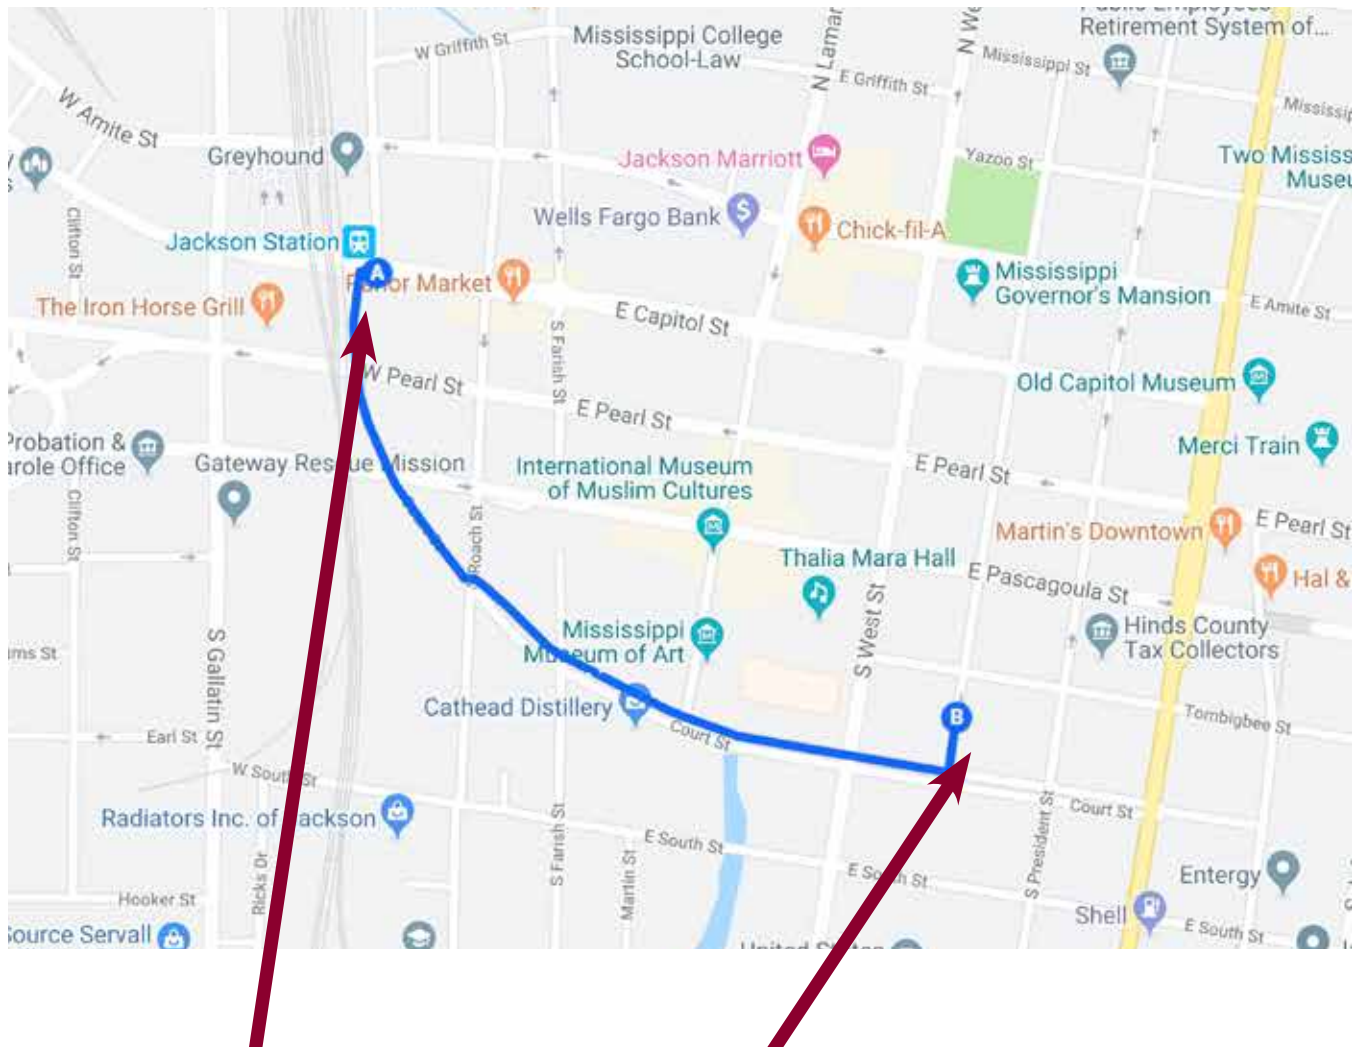 Retirement System of...
W Griffith St
Mississippi College
School-Law
N Lamar
Mississippi St
E Griffith St
W Amite St
Greyhound
Jackson Marriott
Yazoo St
Wells Fargo Bank
Chick-fil-A
Clifton St
Jackson Station
A
Mississippi
Governor's Mansion
The Iron Horse Grill
Market
E Capitol St
E Amite St
S Farish St
W Pearl St
Old Capitol Museum
E Pearl St
Probation &
Office
Merci Train
Gateway Rescue Mission
International Museum
of Muslim Cultures
E Pearl St
Clifton St
Martin's Downtown
E Pearl St
Roach St
Thalia Mara Hall
E Pascagoula St
Hal &
Mississippi
Museum of Art
S West St
Hinds County
Tax Collectors
S Gallatin St
Cathead Distillery
B
Tombigbee St
Earl St
Court St
W South St
Court St
Radiators Inc. of Jackson
S Farish St
E South St
S President St
Ricks Dr
Martin St
E South St
Entergy
Hooker St
Shell
E South St
Source Servall